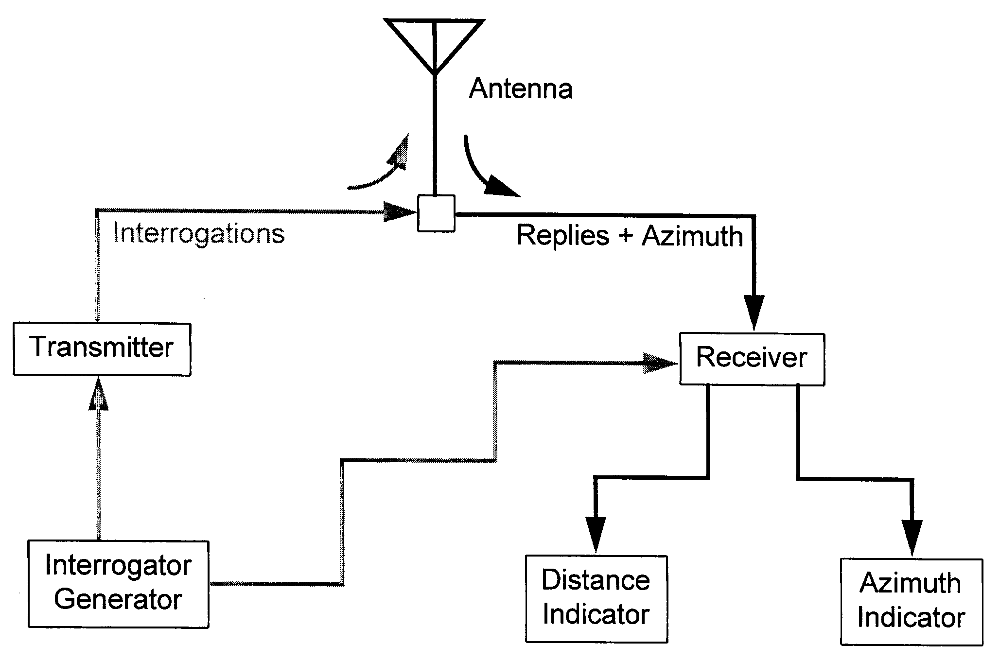 Antenna
Interrogations
Replies + Azimuth
Transmitter
Receiver
Interrogator
Generator
Distance
Indicator
Azimuth
Indicator